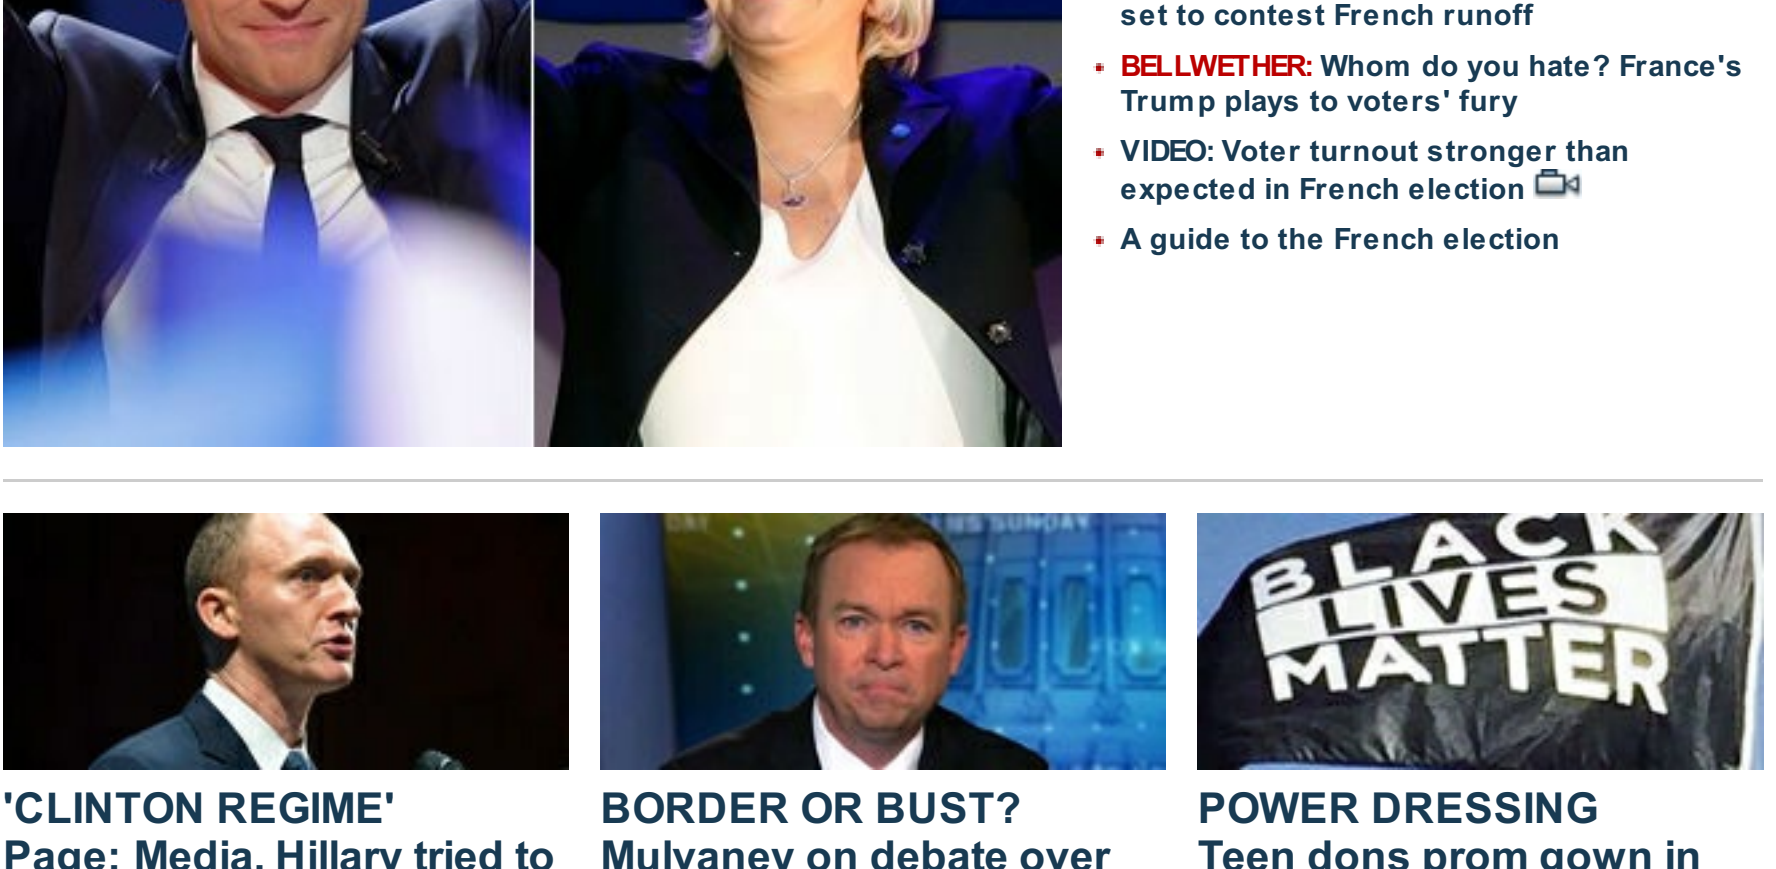 set to contest French runoff
BELLWETHER: Whom do you hate? France's
Trump plays to voters' fury
VIDEO: Voter turnout stronger than
expected in French election
A guide to the French election
BLACK
LIVES
MATTER
'CLINTON REGIME'
Page: Media, Hillary tried to
BORDER OR BUST?
Mulvaney on debate over
POWER DRESSING
Teen dons prom gown in